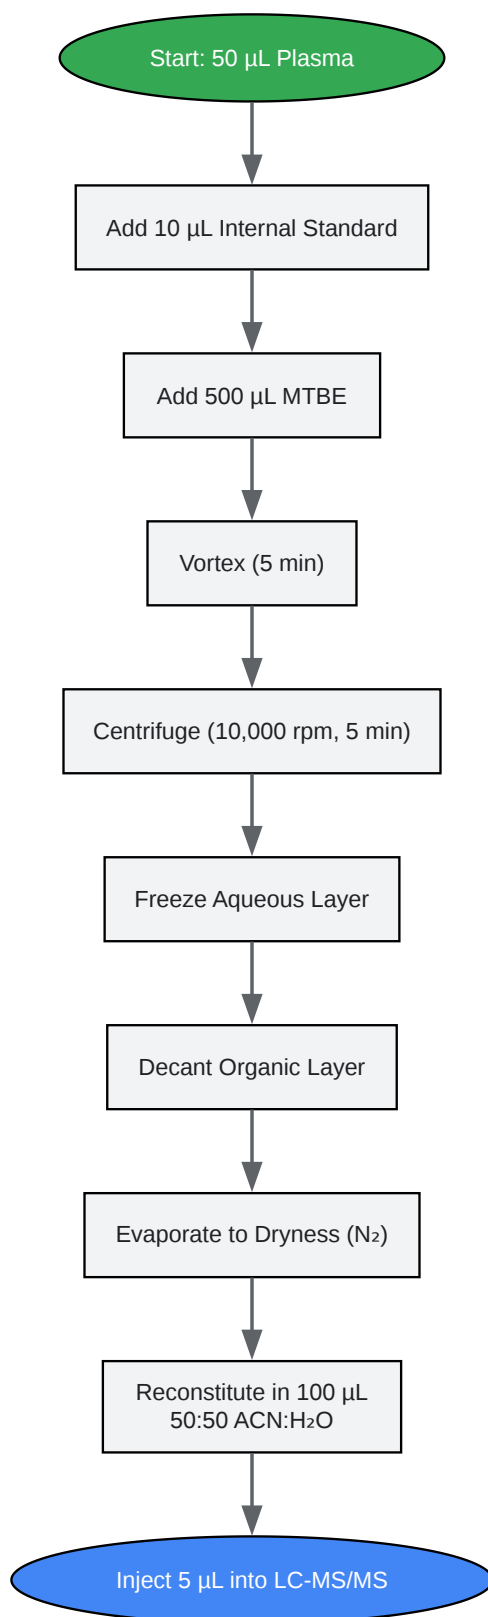 Start: 50 µL Plasma
Add 10 µL Internal Standard
Add 500 µL MTBE
Vortex (5 min)
Centrifuge (10,000 rpm, 5 min)
Freeze Aqueous Layer
Decant Organic Layer
Evaporate to Dryness (N₂)
Reconstitute in 100 µL
50:50 ACN:H₂O
Inject 5 µL into LC-MS/MS